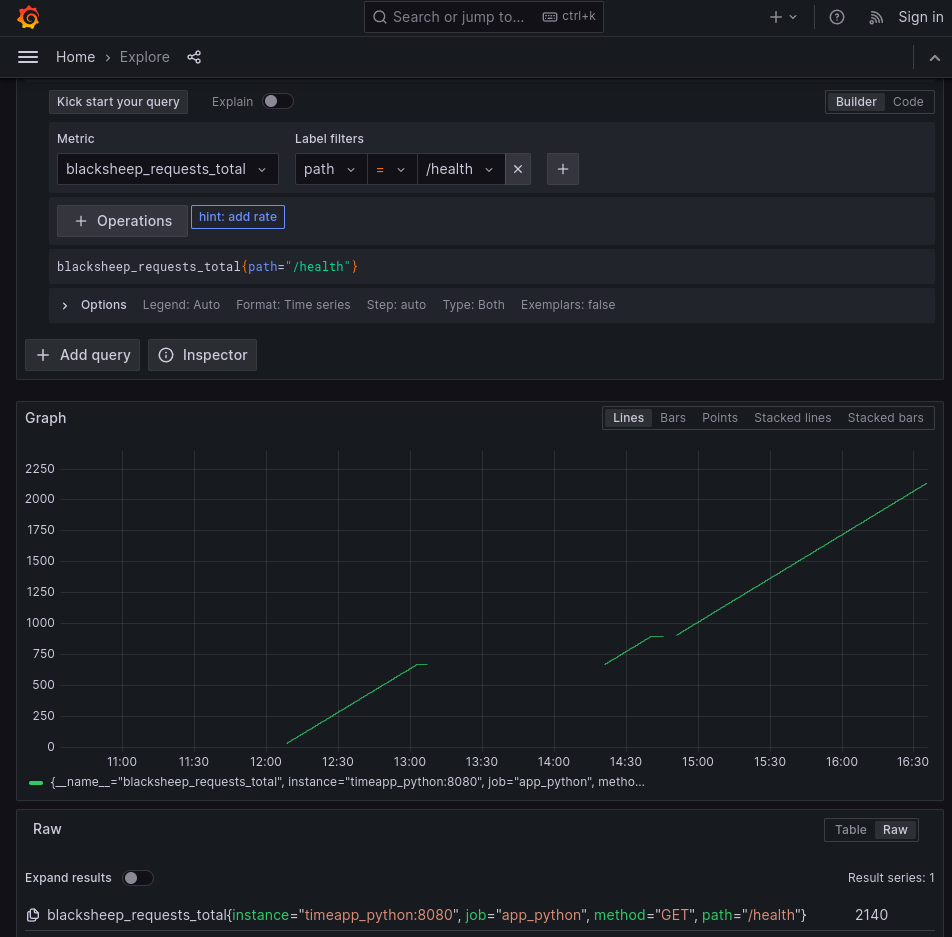 Search or jump to... ctrl+k Sign in
Home › Explore
Kick start your query Explain Builder Code
Metric Label filters
blacksheep_requests_total path = /health
Operations hint: add rate
blacksheep_requests_total{path="/health"}
Options Legend: Auto Format: Time series Step: auto Type: Both Exemplars: false
Add query Inspector
Graph Lines Bars Points Stacked lines Stacked bars
2250
2000
1750
1500
1250
1000
750
500
250
0
11:00 11:30 12:00 12:30 13:00 13:30 14:00 14:30 15:00 15:30 16:00 16:30
{__name__="blacksheep_requests_total", instance="timeapp_python:8080", job="app_python", metho...
Raw Table Raw
Expand results Result series: 1
blacksheep_requests_total{instance="timeapp_python:8080", job="app_python", method="GET", path="/health"} 2140